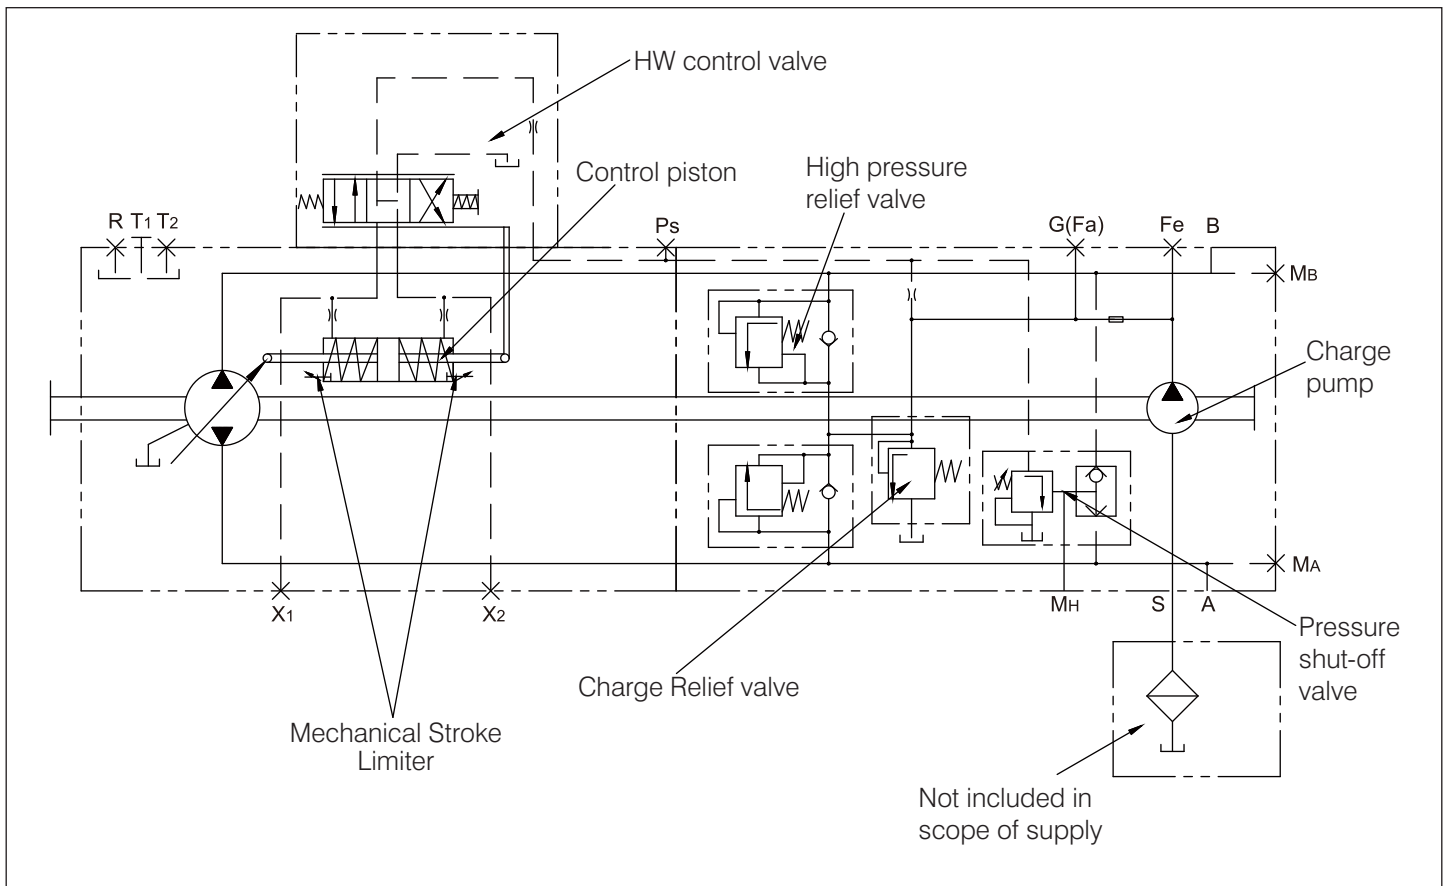 HW control valve
Control piston
High pressure
relief valve
R T1 T2
Ps
G(Fa)
Fe
B
MB
Charge
pump
MA
X1
X2
MH
S
A
Pressure
shut-off
valve
Charge Relief valve
Mechanical Stroke
Limiter
Not included in
scope of supply